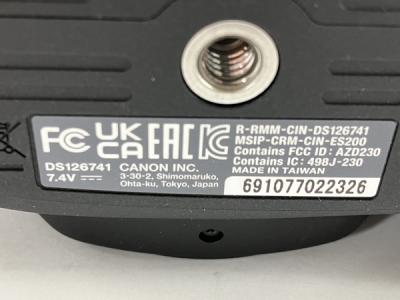 R-RMM-CIN-DS126741
MSIP-CRM-CIN-ES200
Contains FCC ID : AZD230
Contains IC : 498J-230
MADE IN TAIWAN
FC UK CA EAC KC
DS126741 CANON INC.
7.4V 3-30-2, Shimomaruko,
Ohta-ku, Tokyo, Japan
691077022326